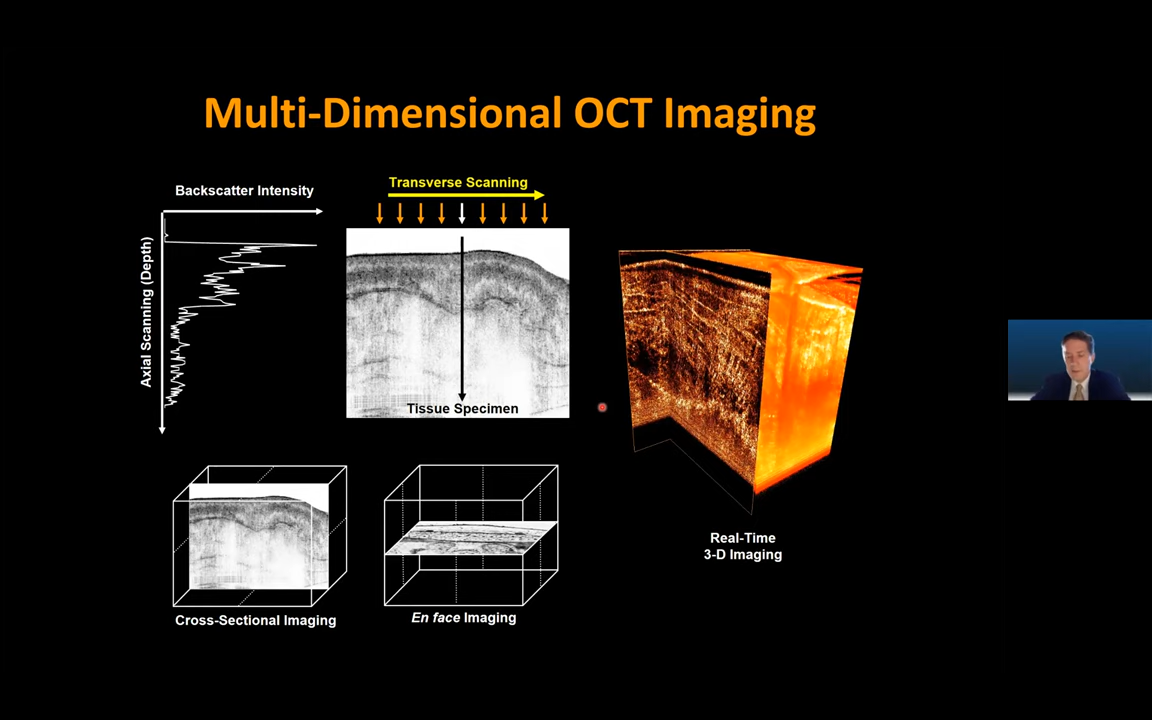 Multi-Dimensional OCT Imaging
Backscatter Intensity
Axial Scanning (Depth)
Transverse Scanning
Tissue Specimen
Real-Time
3-D Imaging
Cross-Sectional Imaging
En face Imaging